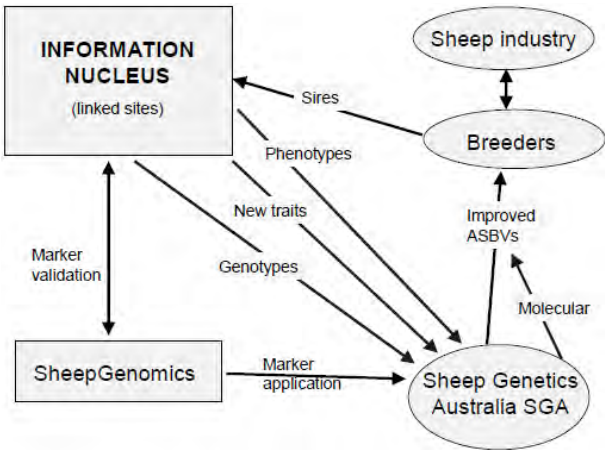 INFORMATION
NUCLEUS
(linked sites)
Sheep industry
Sires
Breeders
Phenotypes
New traits
Genotypes
Improved
ASBVs
Marker
validation
Molecular
SheepGenomics
Marker
application
Sheep Genetics
Australia SGA